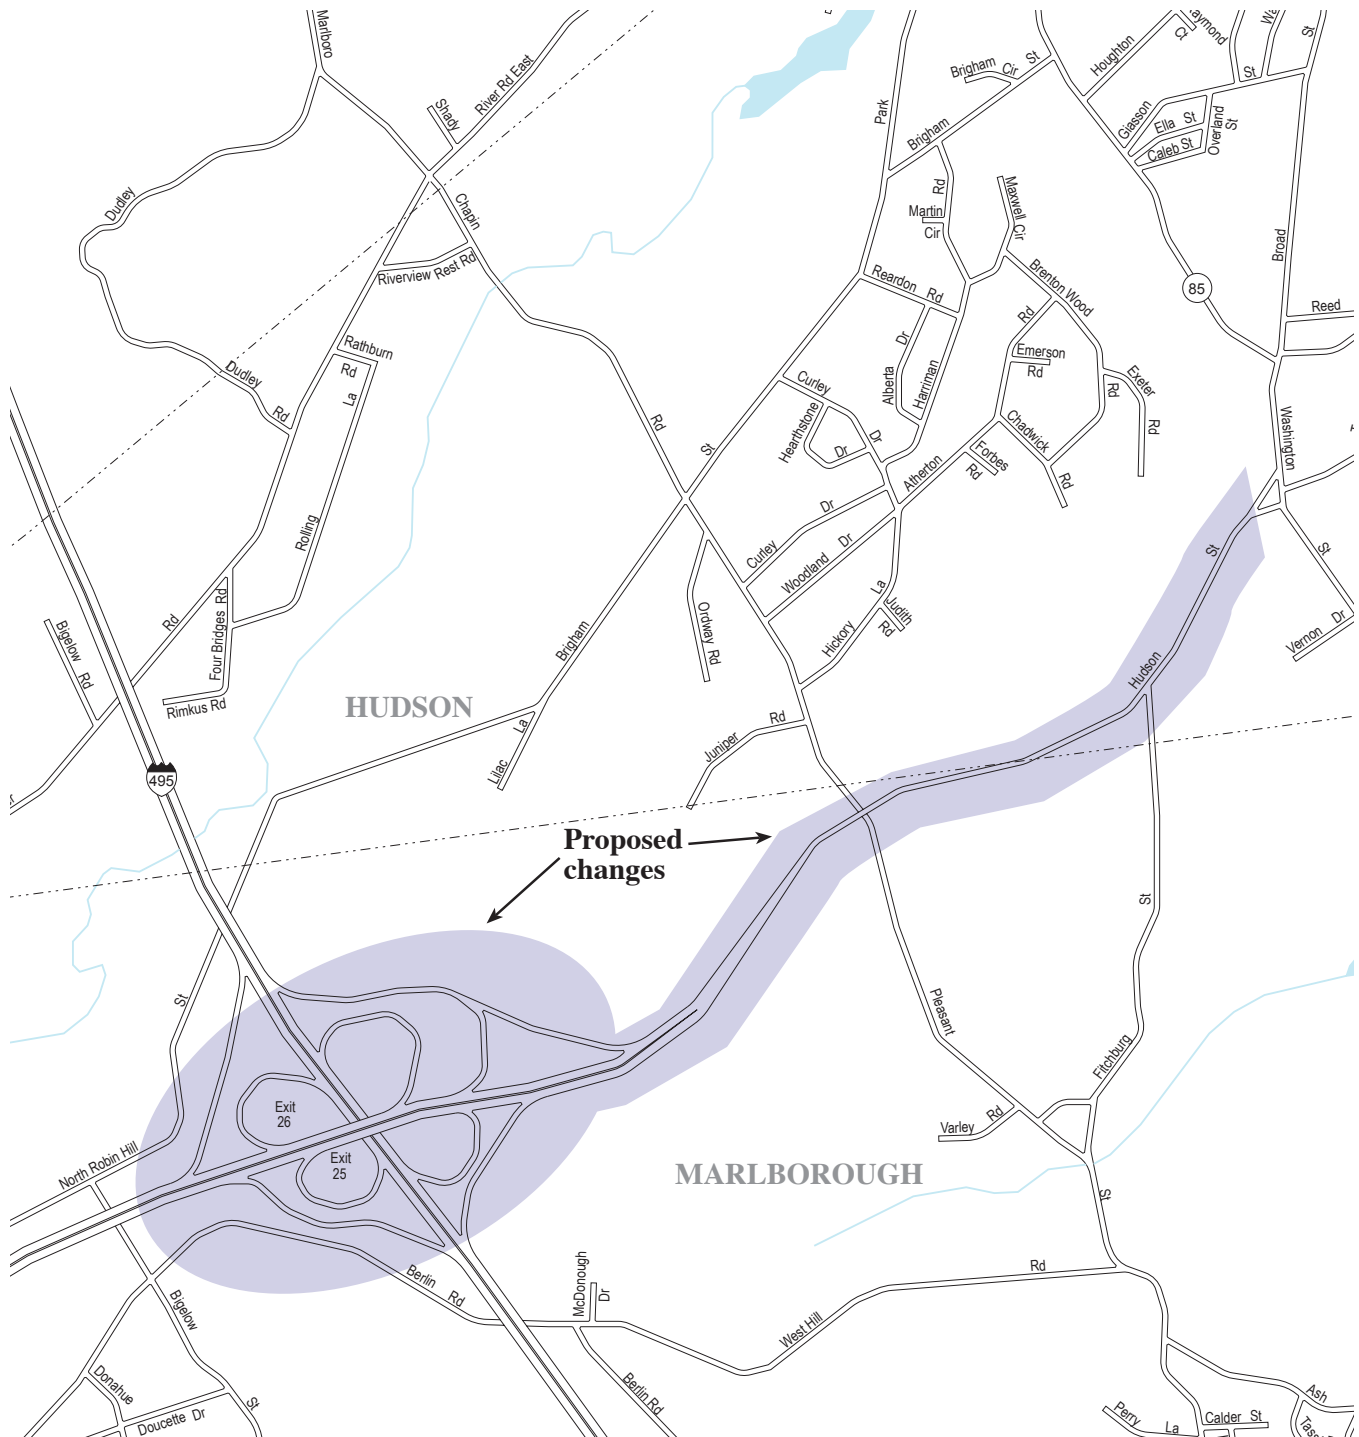 Marlboro
River Rd East
Shady
Dudley
Chapin
Riverview Rest Rd
Rathburn
Rd
La
Dudley
Rd
Rolling
Rd
Four Bridges Rd
Rimkus Rd
Bigelow
Rd
495
HUDSON
Brigham
St
Rd
Park
Brigham
Cir
St
Brigham
Houghton
Ct
St
St
Giasson
Ella St
Caleb St
Overland
St
Rd
Martin
Cir
Maxwell Cir
Reardon Rd
Brenton Wood
85
Broad
Reed
Dr
Alberta
Harriman
Rd
Emerson
Rd
Exeter
Rd
Rd
Curley
Dr
Hearthstone
Dr
Atherton
Forbes
Rd
Chadwick
Rd
Washington
Curley
Dr
Woodland
Dr
St
St
Vernon Dr
Ordway Rd
Hickory
La
Judith
Rd
Hudson
Juniper
Rd
Lilac
La
Proposed
changes
St
St
Pleasant
Fitchburg
Varley
Rd
Exit
26
Exit
25
North Robin Hill
MARLBOROUGH
St
Berlin
Rd
McDonough
Dr
Rd
West Hill
Bigelow
St
Donahue
Doucette Dr
Berlin Rd
Perry
La
Calder St
Ash